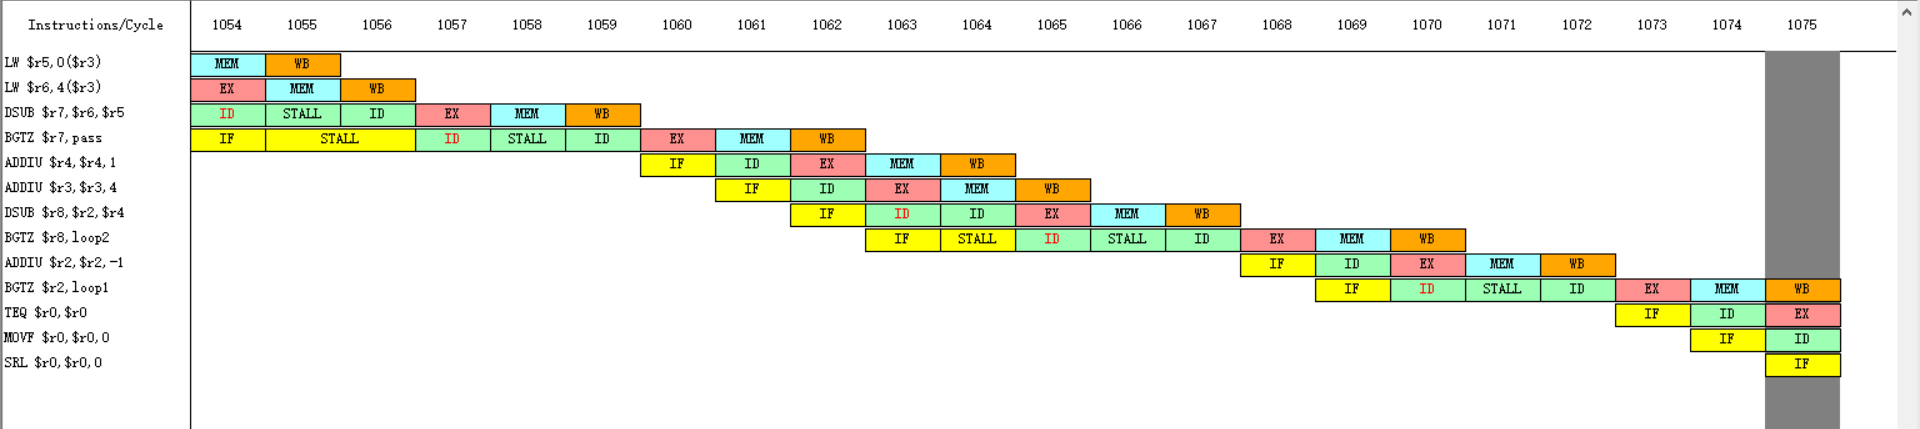 Instructions/Cycle 1054 1055 1056 1057 1058 1059 1060 1061 1062 1063 1064 1065 1066 1067 1068 1069 1070 1071 1072 1073 1074 1075
LW $r5,0($r3) MEM WB
LW $r6,4($r3) EX MEM WB
DSUB $r7,$r6,$r5 ID STALL ID EX MEM WB
BGTZ $r7,pass IF STALL ID STALL ID EX MEM WB
ADDIU $r4,$r4,1 IF ID EX MEM WB
ADDIU $r3,$r3,4 IF ID EX MEM WB
DSUB $r8,$r2,$r4 IF ID ID EX MEM WB
BGTZ $r8,loop2 IF STALL ID STALL ID EX MEM WB
ADDIU $r2,$r2,-1 IF ID EX MEM WB
BGTZ $r2,loop1 IF ID STALL ID EX MEM WB
TEQ $r0,$r0 IF ID EX
MOVF $r0,$r0,0 IF ID
SRL $r0,$r0,0 IF